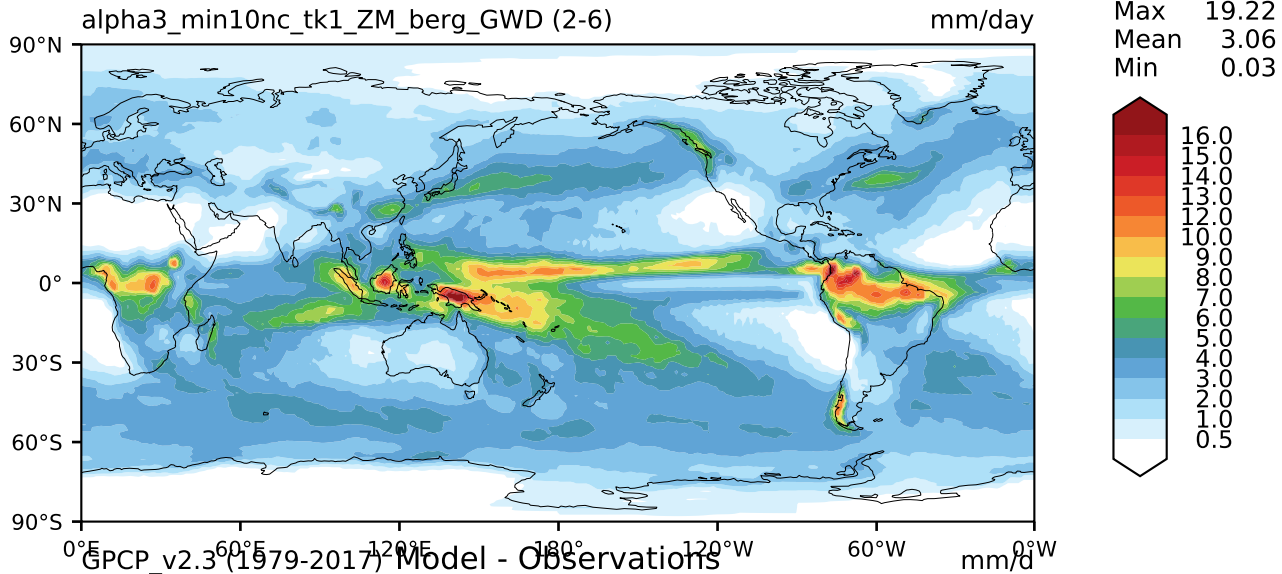 alpha3_min10nc_tk1_ZM_berg_GWD (2-6) mm/day
Max 19.22
Mean 3.06
Min 0.03
90°N
60°N
30°N
0°
30°S
60°S
90°S
16.0
15.0
14.0
13.0
12.0
10.0
9.0
8.0
7.0
6.0
5.0
4.0
3.0
2.0
1.0
0.5
0°E 60°E 120°E 180° 120°W 60°W 0°W
GPCP_v2.3 (1979-2017) Model - Observations mm/d